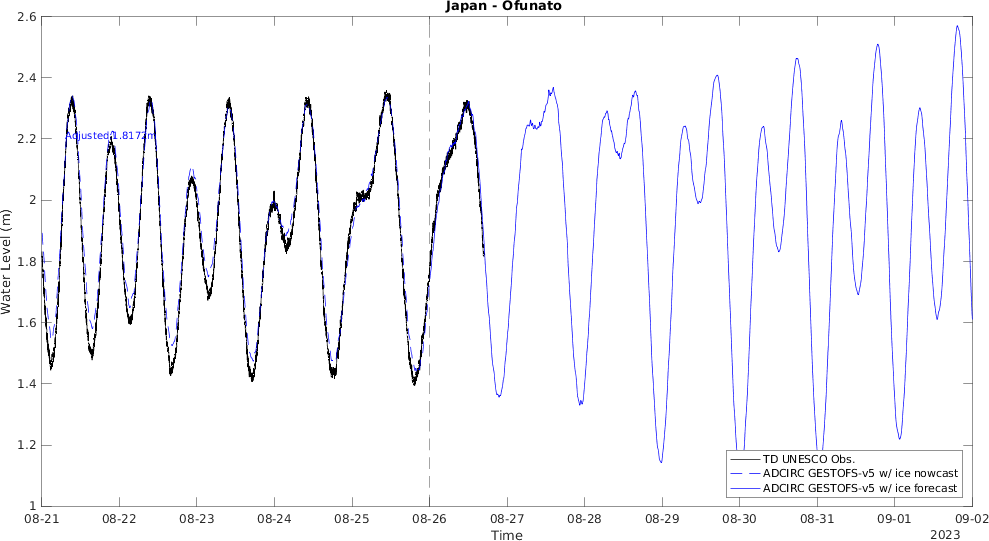 Japan - Ofunato
2.6
2.4
2.2
2
1.8
1.6
1.4
1.2
1
Water Level (m)
Adjusted:1.8172m
TD UNESCO Obs.
ADCIRC GESTOFS-v5 w/ ice nowcast
ADCIRC GESTOFS-v5 w/ ice forecast
08-21 08-22 08-23 08-24 08-25 08-26 08-27 08-28 08-29 08-30 08-31 09-01 09-02
Time
2023